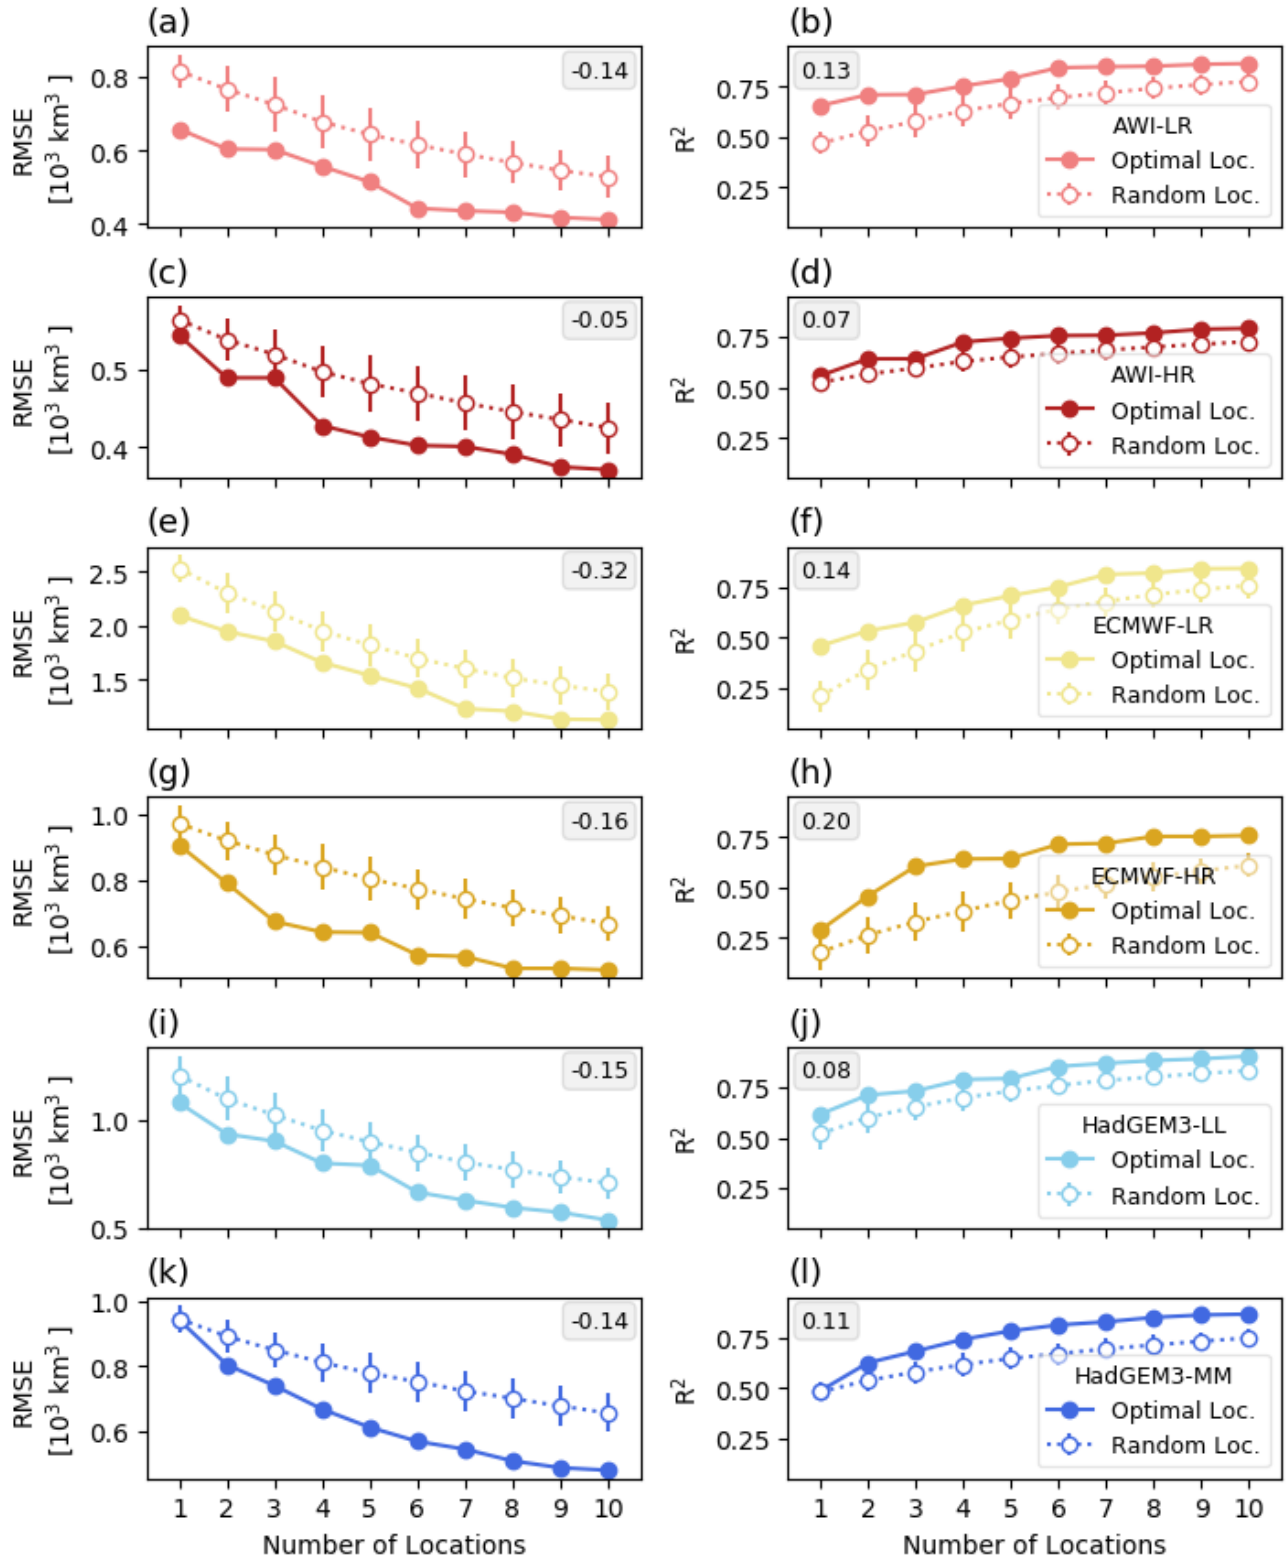 (a)
RMSE
[10³ km³ ]
0.8
0.6
0.4
-0.14
(b)
R²
0.75
0.50
0.25
0.13
AWI-LR
Optimal Loc.
Random Loc.
(c)
RMSE
[10³ km³ ]
0.5
0.4
-0.05
(d)
R²
0.75
0.50
0.25
0.07
AWI-HR
Optimal Loc.
Random Loc.
(e)
RMSE
[10³ km³ ]
2.5
2.0
1.5
-0.32
(f)
R²
0.75
0.50
0.25
0.14
ECMWF-LR
Optimal Loc.
Random Loc.
(g)
RMSE
[10³ km³ ]
1.0
0.8
0.6
-0.16
(h)
R²
0.75
0.50
0.25
0.20
ECMWF-HR
Optimal Loc.
Random Loc.
(i)
RMSE
[10³ km³ ]
1.0
0.5
-0.15
(j)
R²
0.75
0.50
0.25
0.08
HadGEM3-LL
Optimal Loc.
Random Loc.
(k)
RMSE
[10³ km³ ]
1.0
0.8
0.6
-0.14
1 2 3 4 5 6 7 8 9 10
Number of Locations
(l)
R²
0.75
0.50
0.25
0.11
HadGEM3-MM
Optimal Loc.
Random Loc.
1 2 3 4 5 6 7 8 9 10
Number of Locations